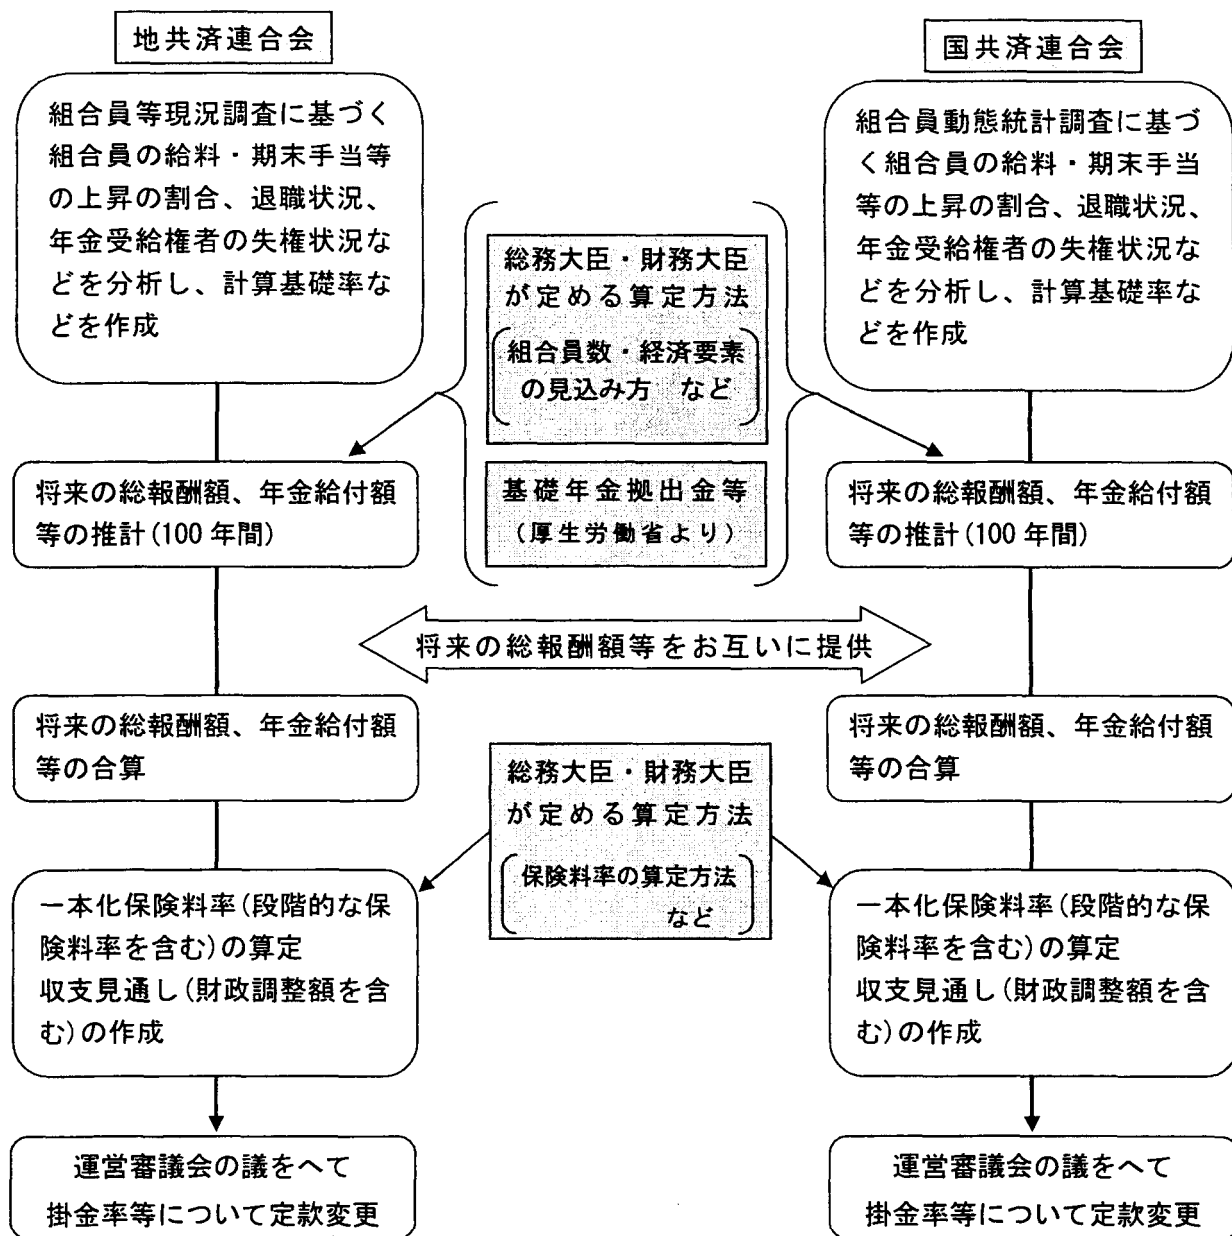 地共済連合会
組合員等現況調査に基づく
組合員の給料・期末手当等
の上昇の割合、退職状況、
年金受給権者の失権状況な
どを分析し、計算基礎率な
どを作成
国共済連合会
組合員動態統計調査に基づ
く組合員の給料・期末手当
等の上昇の割合、退職状況、
年金受給権者の失権状況な
どを分析し、計算基礎率な
どを作成
総務大臣・財務大臣
が定める算定方法
組合員数・経済要素
の見込み方 など
基礎年金拠出金等
(厚生労働省より)
将来の総報酬額、年金給付額
等の推計(100年間)
将来の総報酬額、年金給付額
等の推計(100年間)
将来の総報酬額等をお互いに提供
将来の総報酬額、年金給付額
等の合算
将来の総報酬額、年金給付額
等の合算
総務大臣・財務大臣
が定める算定方法
保険料率の算定方法
など
一本化保険料率(段階的な保
険料率を含む)の算定
収支見通し(財政調整額を含
む)の作成
一本化保険料率(段階的な保
険料率を含む)の算定
収支見通し(財政調整額を含
む)の作成
運営審議会の議をへて
掛金率等について定款変更
運営審議会の議をへて
掛金率等について定款変更